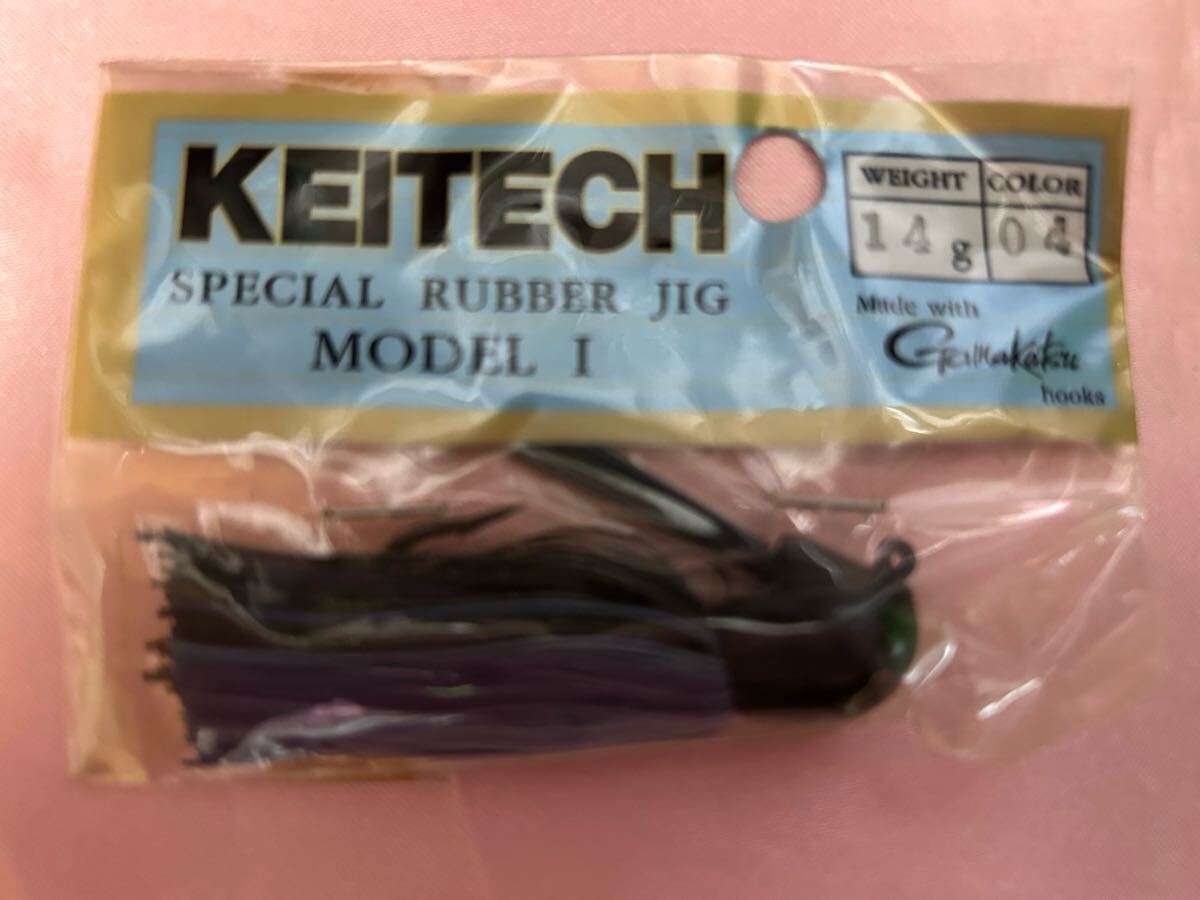 KEITECH
SPECIAL RUBBER JIG
MODEL I
WEIGHT COLOR
14g 04
Made with
Gamakatsu
hooks